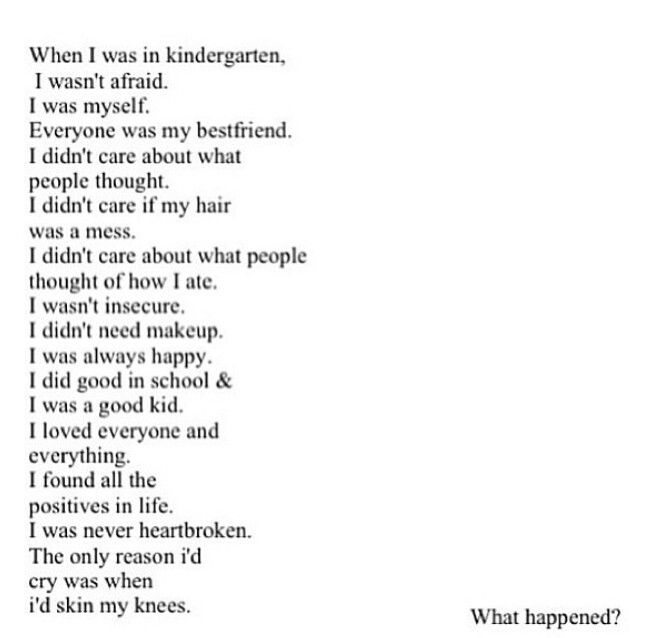 When I was in kindergarten,
I wasn't afraid.
I was myself.
Everyone was my bestfriend.
I didn't care about what
people thought.
I didn't care if my hair
was a mess.
I didn't care about what people
thought of how I ate.
I wasn't insecure.
I didn't need makeup.
I was always happy.
I did good in school &
I was a good kid.
I loved everyone and
everything.
I found all the
positives in life.
I was never heartbroken.
The only reason i'd
cry was when
i'd skin my knees.
What happened?